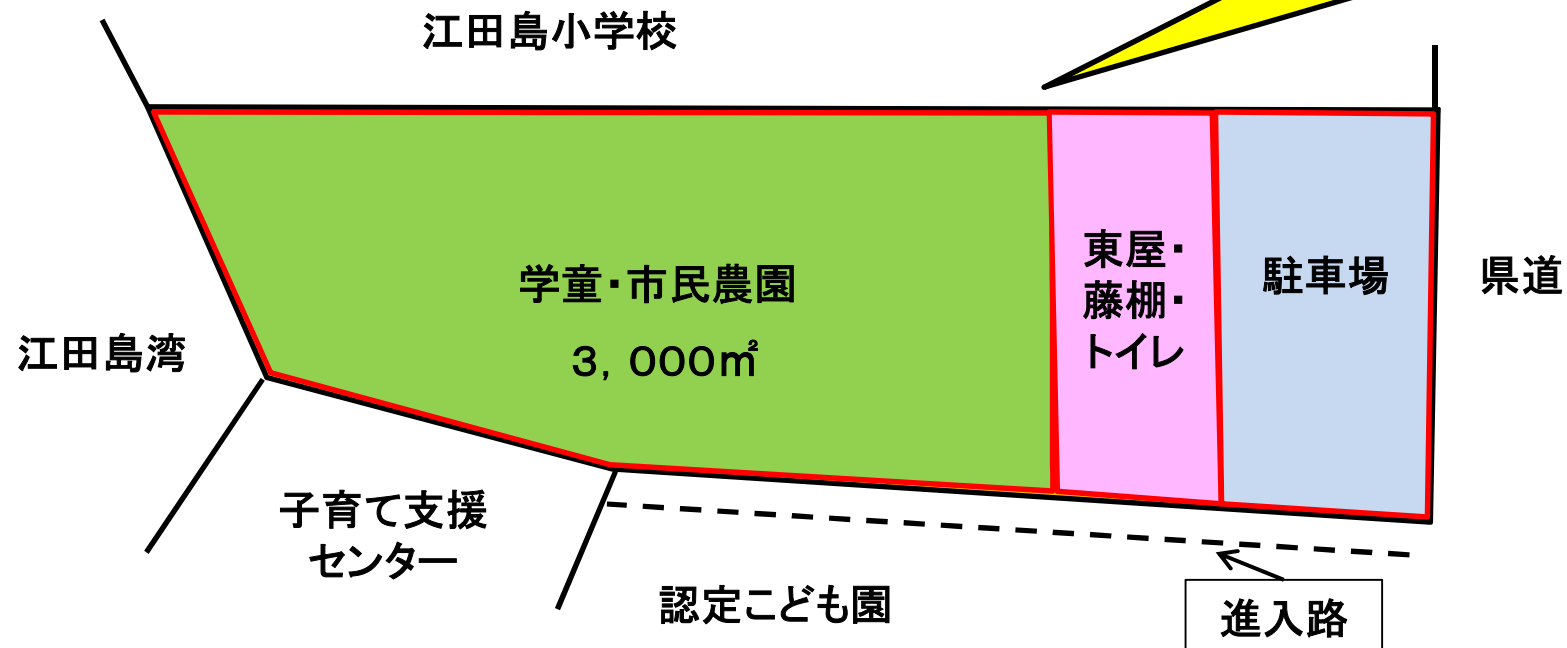 江田島小学校
東屋・
藤棚・
トイレ
駐車場
県道
学童・市民農園
3,000㎡
江田島湾
子育て支援
センター
認定こども園
進入路